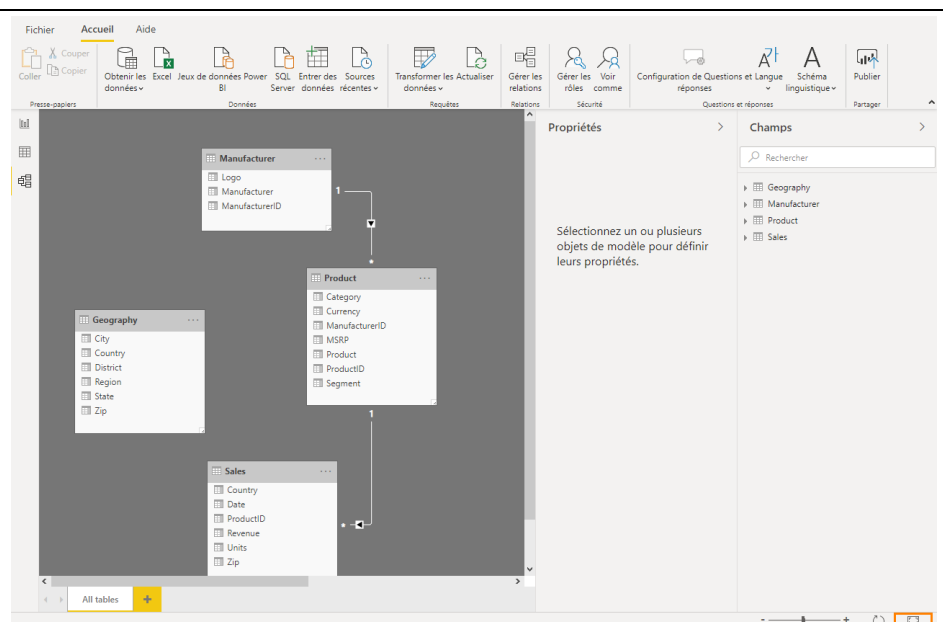 Fichier Accueil Aide
Coller
Couper
Copier
Obtenir les données
Excel
Jeux de données Power BI
SQL Server
Entrer des données
Sources récentes
Transformer les données
Actualiser
Gérer les relations
Gérer les rôles
Voir comme
Configuration de Questions et réponses
Langue
Schéma linguistique
Publier
Presse-papiers
Données
Requêtes
Relations
Sécurité
Questions et réponses
Partager
Manufacturer ...
Logo
Manufacturer
ManufacturerID
1
*
Product ...
Category
Currency
ManufacturerID
MSRP
Product
ProductID
Segment
1
Geography ...
City
Country
District
Region
State
Zip
Sales ...
Country
Date
ProductID
Revenue
Units
Zip
*
Propriétés
Sélectionnez un ou plusieurs
objets de modèle pour définir
leurs propriétés.
Champs
Rechercher
Geography
Manufacturer
Product
Sales
All tables +
- +